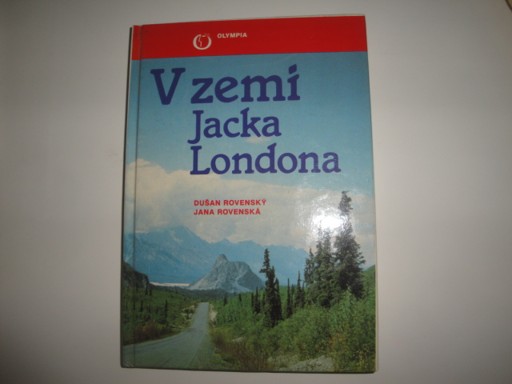 OLYMPIA
V zemi
Jacka
Londona
DUŠAN ROVENSKÝ
JANA ROVENSKÁ